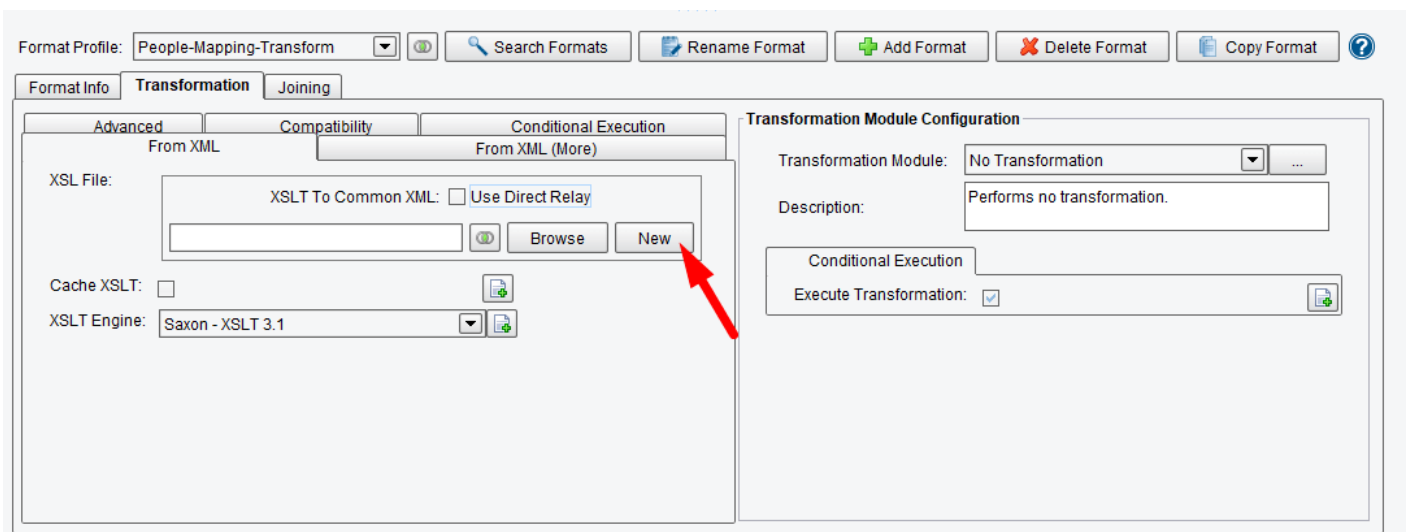 Format Profile: People-Mapping-Transform Search Formats Rename Format Add Format Delete Format Copy Format ?
Format Info Transformation Joining
Advanced Compatibility Conditional Execution
From XML From XML (More)
XSL File:
XSLT To Common XML: Use Direct Relay
Browse New
Cache XSLT:
XSLT Engine: Saxon - XSLT 3.1
Transformation Module Configuration
Transformation Module: No Transformation ...
Description: Performs no transformation.
Conditional Execution
Execute Transformation: